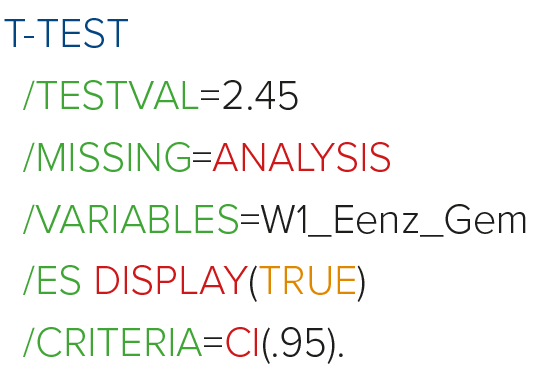 T-TEST
/TESTVAL=2.45
/MISSING=ANALYSIS
/VARIABLES=W1_Eenz_Gem
/ES DISPLAY(TRUE)
/CRITERIA=CI(.95).